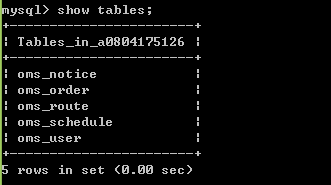 mysql> show tables;
+-----------------------+
¦ Tables_in_a0804175126 ¦
+-----------------------+
¦ oms_notice            ¦
¦ oms_order             ¦
¦ oms_route             ¦
¦ oms_schedule          ¦
¦ oms_user              ¦
+-----------------------+
5 rows in set (0.00 sec)